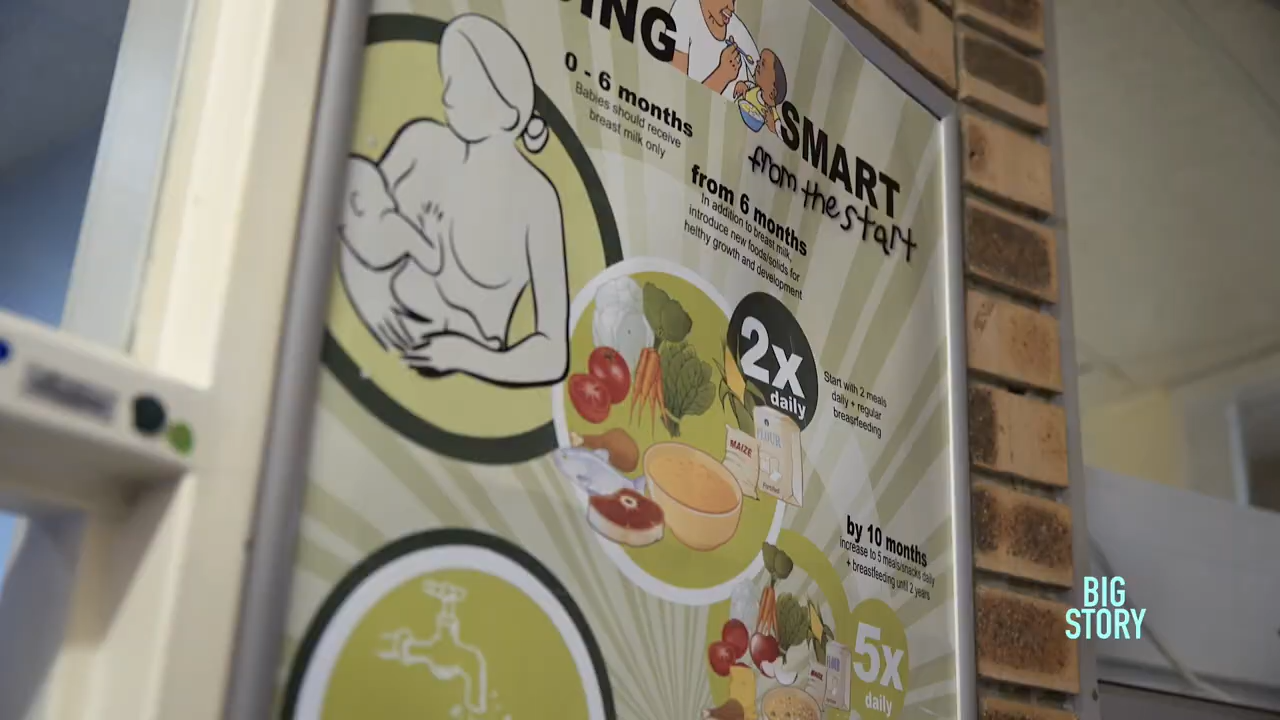 SMART
from the start
0 - 6 months
Babies should receive
breast milk only
from 6 months
In addition to breast milk,
introduce new foods/solids for
helthy growth and development
2x
daily
Start with 2 meals
daily + regular
breastfeeding
MAIZE
FLOUR
by 10 months
increase to 5 meals/snacks daily
+ breastfeeding until 2 years
5x
daily
MAIZE
FLOUR
BIG
STORY